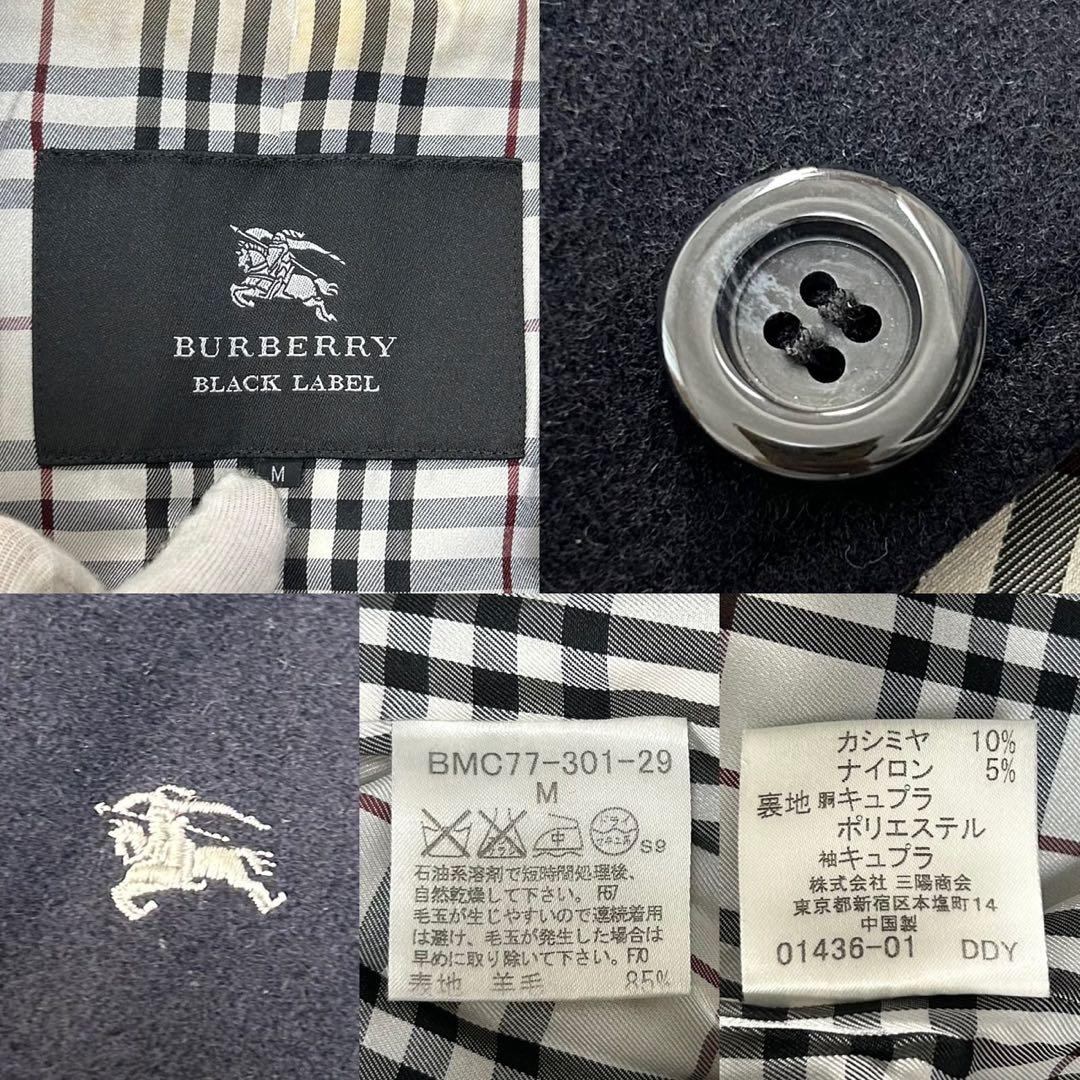 BURBERRY
BLACK LABEL
M
BMC77-301-29
M
中
ドライ
S9
石油系溶剤で短時間処理後、
自然乾燥して下さい。F67
毛玉が生じやすいので連続着用
は避け、毛玉が発生した場合は
早めに取り除いて下さい。F70
表地 羊毛 85%
カシミヤ 10%
ナイロン 5%
裏地 胴キュプラ
ポリエステル
袖キュプラ
株式会社 三陽商会
東京都新宿区本塩町14
中国製
01436-01 DDY